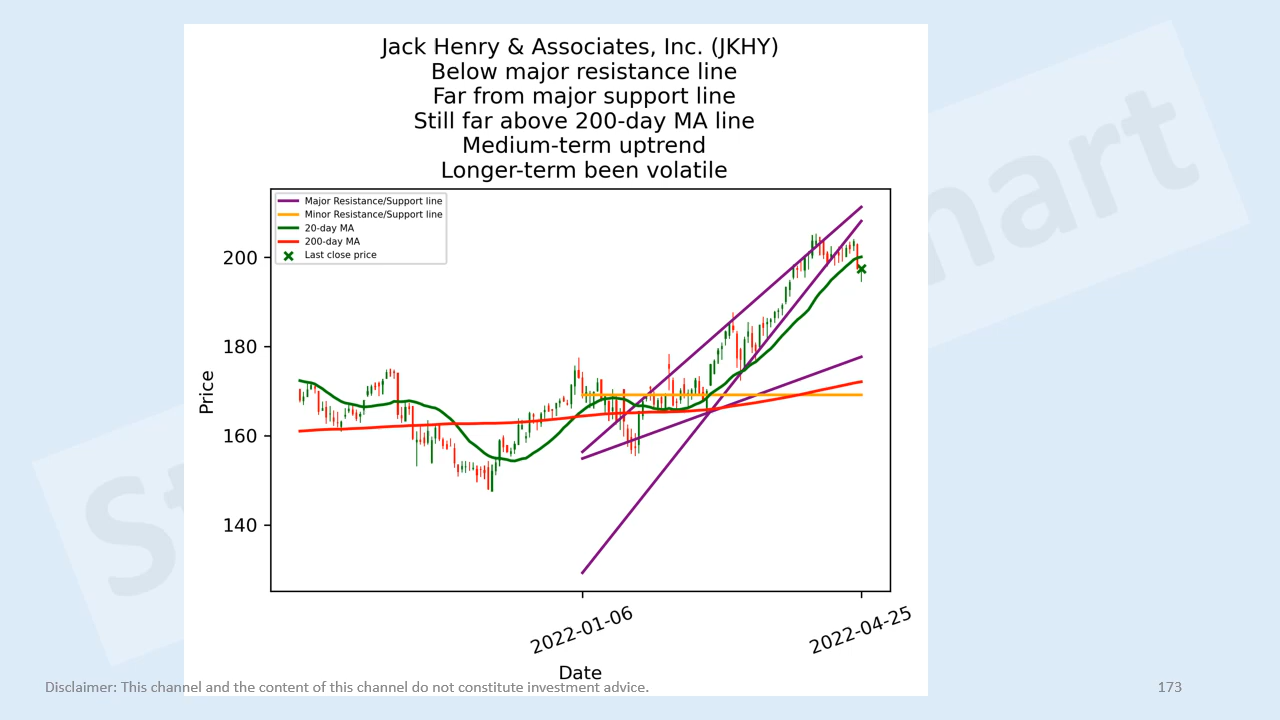 Jack Henry & Associates, Inc. (JKHY)
Below major resistance line
Far from major support line
Still far above 200-day MA line
Medium-term uptrend
Longer-term been volatile
Major Resistance/Support line
Minor Resistance/Support line
20-day MA
200-day MA
Last close price
200
180
160
140
Price
2022-01-06
2022-04-25
Date
Disclaimer: This channel and the content of this channel do not constitute investment advice.
173